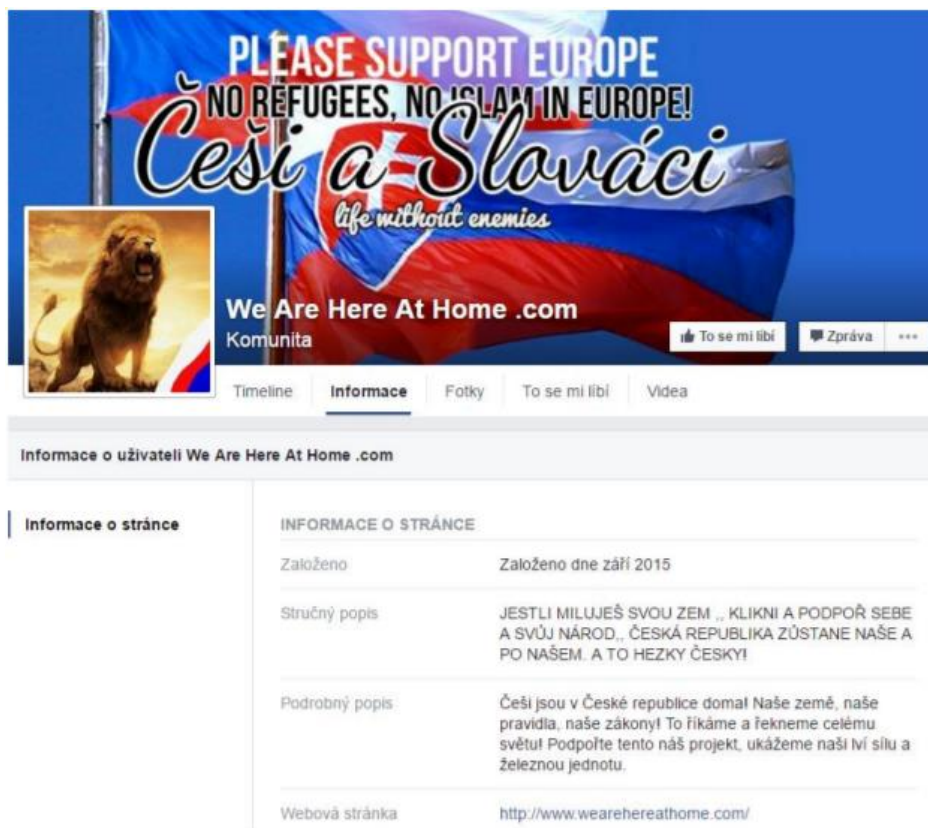 PLEASE SUPPORT EUROPE
NO REFUGEES, NO ISLAM IN EUROPE!
Češi a Slováci
life without enemies
We Are Here At Home .com
Komunita
To se mi líbí
Zpráva
Timeline
Informace
Fotky
To se mi líbí
Videa
Informace o uživateli We Are Here At Home .com
Informace o stránce
INFORMACE O STRÁNCE
Založeno
Založeno dne září 2015
Stručný popis
JESTLI MILUJEŠ SVOU ZEM ,, KLIKNI A PODPOŘ SEBE
A SVŮJ NÁROD,, ČESKÁ REPUBLIKA ZŮSTANE NAŠE A
PO NAŠEM. A TO HEZKY ČESKY!
Podrobný popis
Češi jsou v České republice doma! Naše země, naše
pravidla, naše zákony! To říkáme a řekneme celému
světu! Podpořte tento náš projekt, ukážeme naši lví sílu a
železnou jednotu.
Webová stránka
http://www.wearehereathome.com/